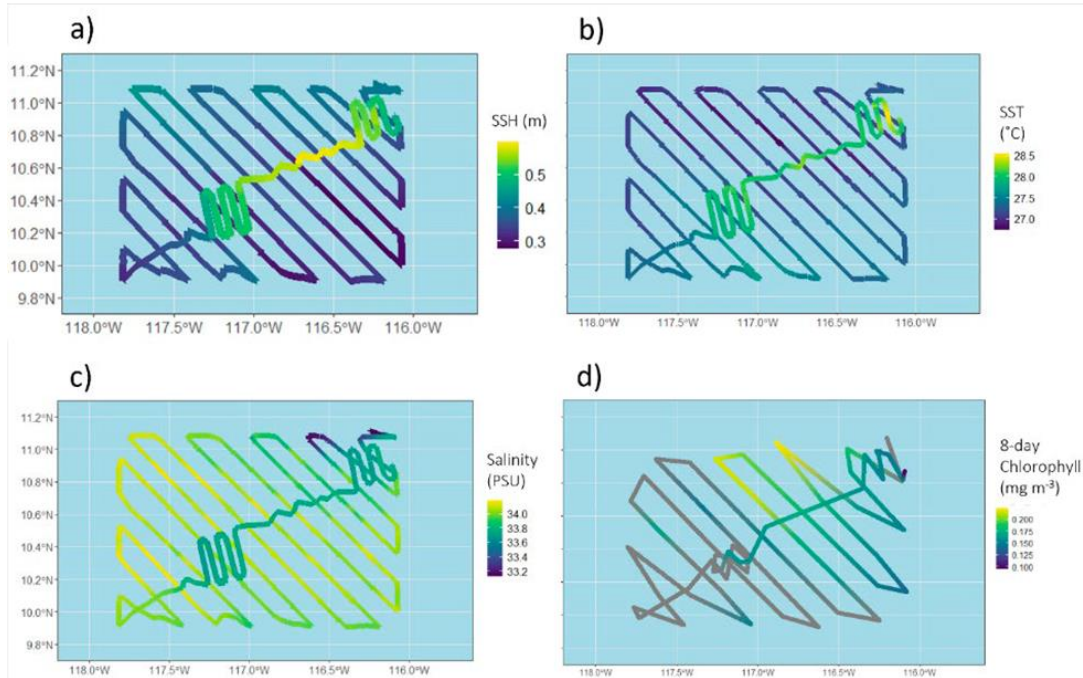 a)
b)
11.2°N
11.0°N
10.8°N
10.6°N
10.4°N
10.2°N
10.0°N
9.8°N
SSH (m)
0.5
0.4
0.3
SST
(˚C)
28.5
28.0
27.5
27.0
118.0°W 117.5°W 117.0°W 116.5°W 116.0°W
118.0°W 117.5°W 117.0°W 116.5°W 116.0°W
c)
d)
11.2°N
11.0°N
10.8°N
10.6°N
10.4°N
10.2°N
10.0°N
9.8°N
Salinity
(PSU)
34.0
33.8
33.6
33.4
33.2
8-day
Chlorophyll
(mg m⁻³)
0.200
0.175
0.150
0.125
0.100
118.0°W 117.5°W 117.0°W 116.5°W 116.0°W
118.0°W 117.5°W 117.0°W 116.5°W 116.0°W